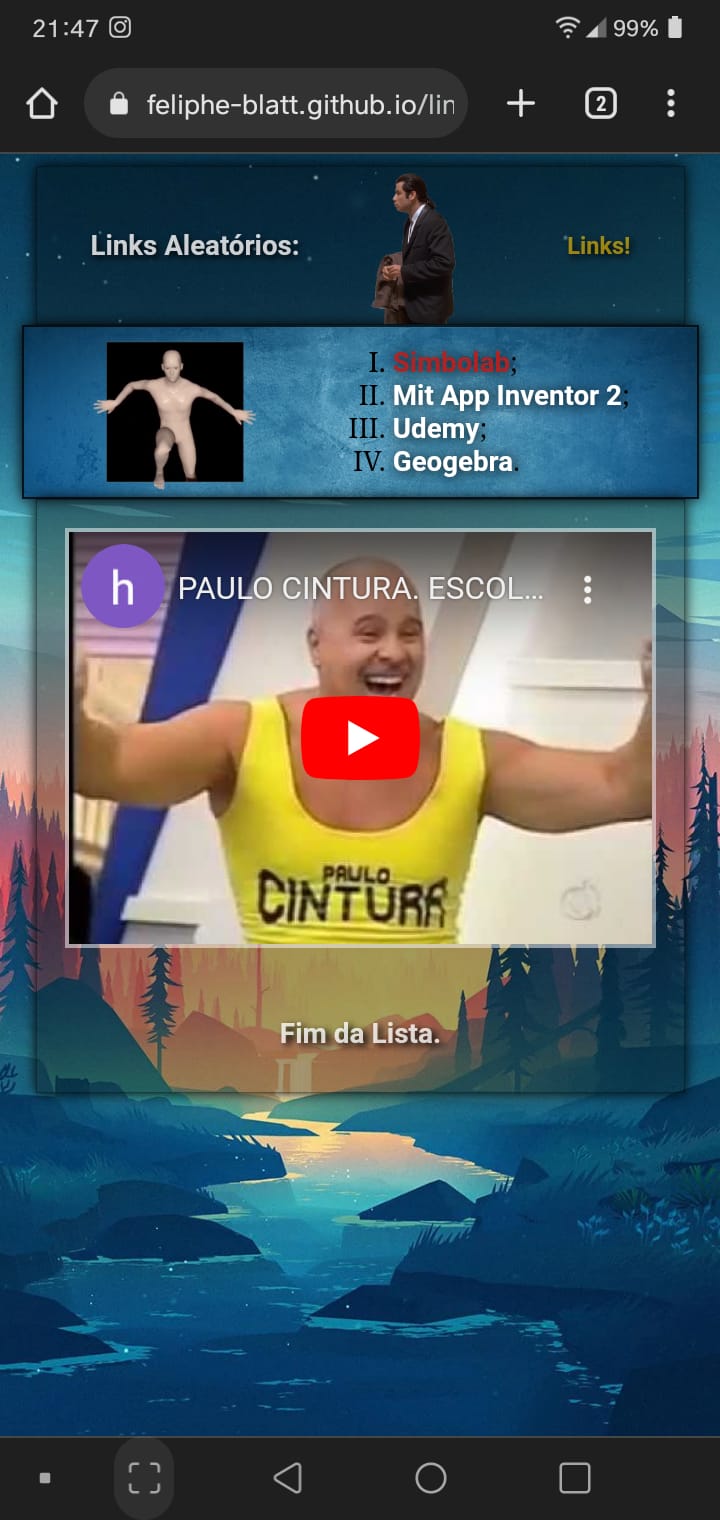 21:47
99%
feliphe-blatt.github.io/lin
2
Links Aleatórios:
Links!
I. Simbolab;
II. Mit App Inventor 2;
III. Udemy;
IV. Geogebra.
h
PAULO CINTURA. ESCOL...
PAULO
CINTURA
Fim da Lista.